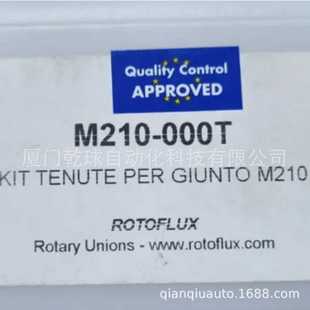 Quality Control
APPROVED
M210-000T
厦门乾球自动化科技有限公司
KIT TENUTE PER GIUNTO M210
ROTOFLUX
Rotary Unions - www.rotoflux.com
qianqiuauto.1688.com